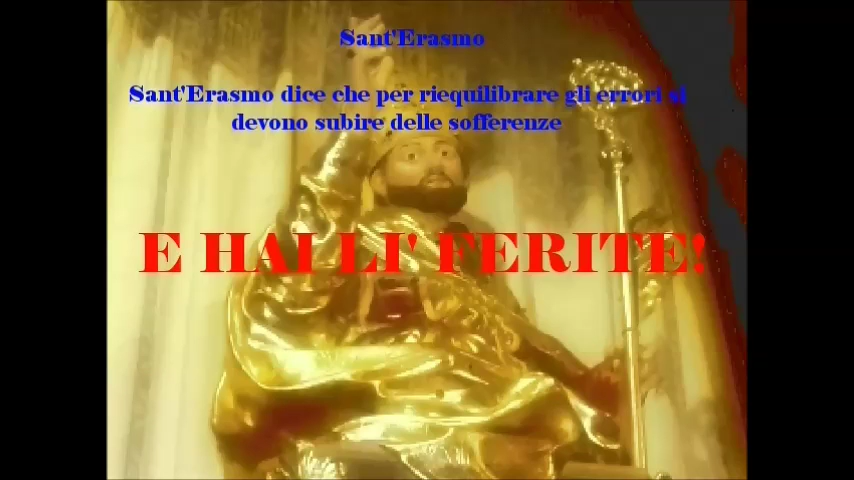 Sant'Erasmo
Sant'Erasmo dice che per riequilibrare gli errori si
devono subire delle sofferenze
E HAI LI' FERITE!